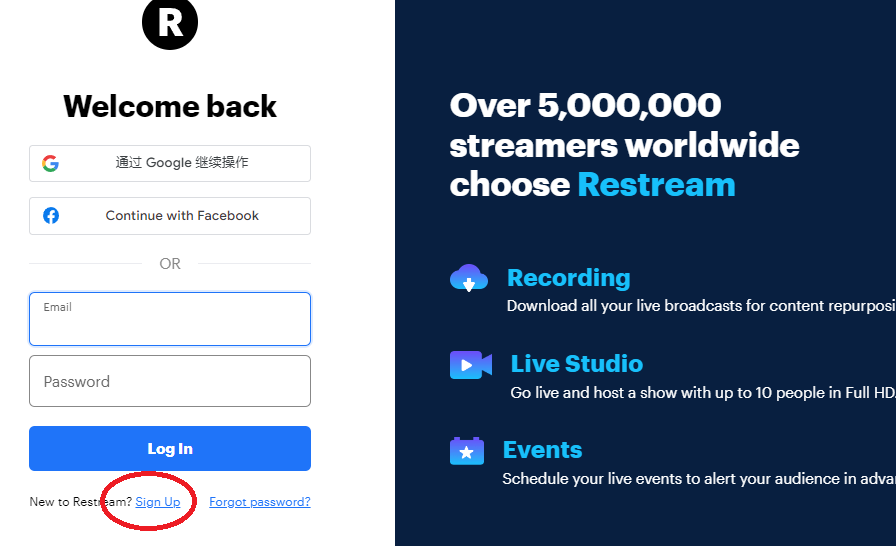 R
Welcome back
通过 Google 继续操作
Continue with Facebook
OR
Email
Password
Log In
New to Restream? Sign Up
Forgot password?
Over 5,000,000
streamers worldwide
choose Restream
Recording
Download all your live broadcasts for content repurposi
Live Studio
Go live and host a show with up to 10 people in Full HD.
Events
Schedule your live events to alert your audience in adva